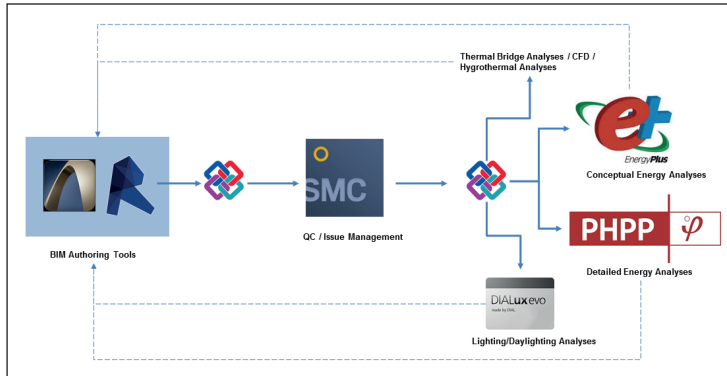 Thermal Bridge Analyses / CFD /
Hygrothermal Analyses
et
EnergyPlus
Conceptual Energy Analyses
SMC
QC / Issue Management
BIM Authoring Tools
PHPP
φ
Detailed Energy Analyses
DIALux evo
made by DIAL
Lighting/Daylighting Analyses